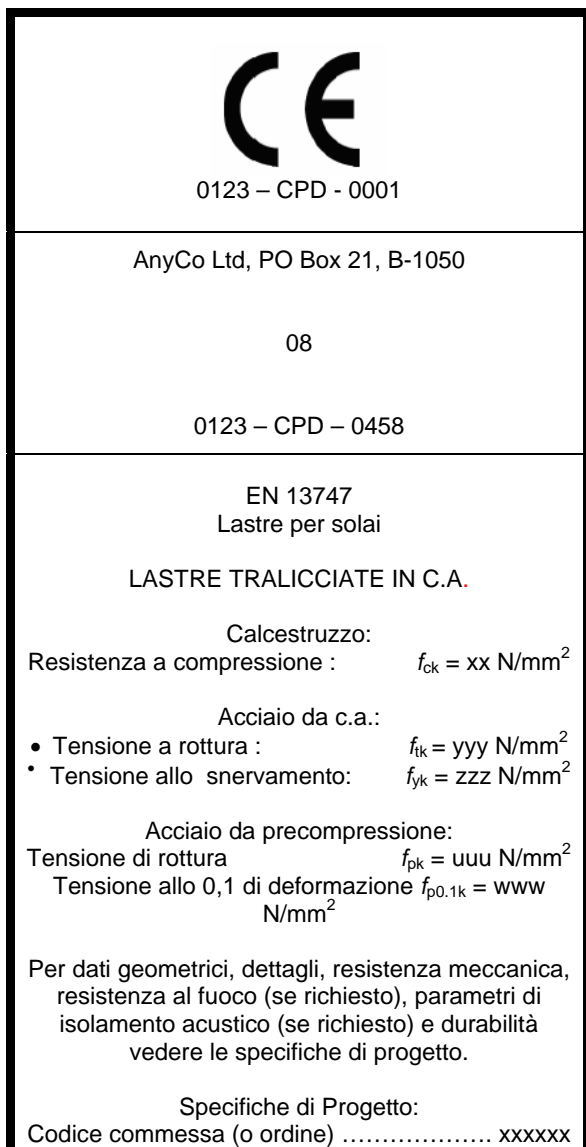 CE
0123 – CPD - 0001
AnyCo Ltd, PO Box 21, B-1050
08
0123 – CPD – 0458
EN 13747
Lastre per solai
LASTRE TRALICCIATE IN C.A.
Calcestruzzo:
Resistenza a compressione : fck = xx N/mm²
Acciaio da c.a.:
• Tensione a rottura : ftk = yyy N/mm²
• Tensione allo snervamento: fyk = zzz N/mm²
Acciaio da precompressione:
Tensione di rottura fpk = uuu N/mm²
Tensione allo 0,1 di deformazione fp0.1k = www
N/mm²
Per dati geometrici, dettagli, resistenza meccanica,
resistenza al fuoco (se richiesto), parametri di
isolamento acustico (se richiesto) e durabilità
vedere le specifiche di progetto.
Specifiche di Progetto:
Codice commessa (o ordine) ………………. xxxxxx